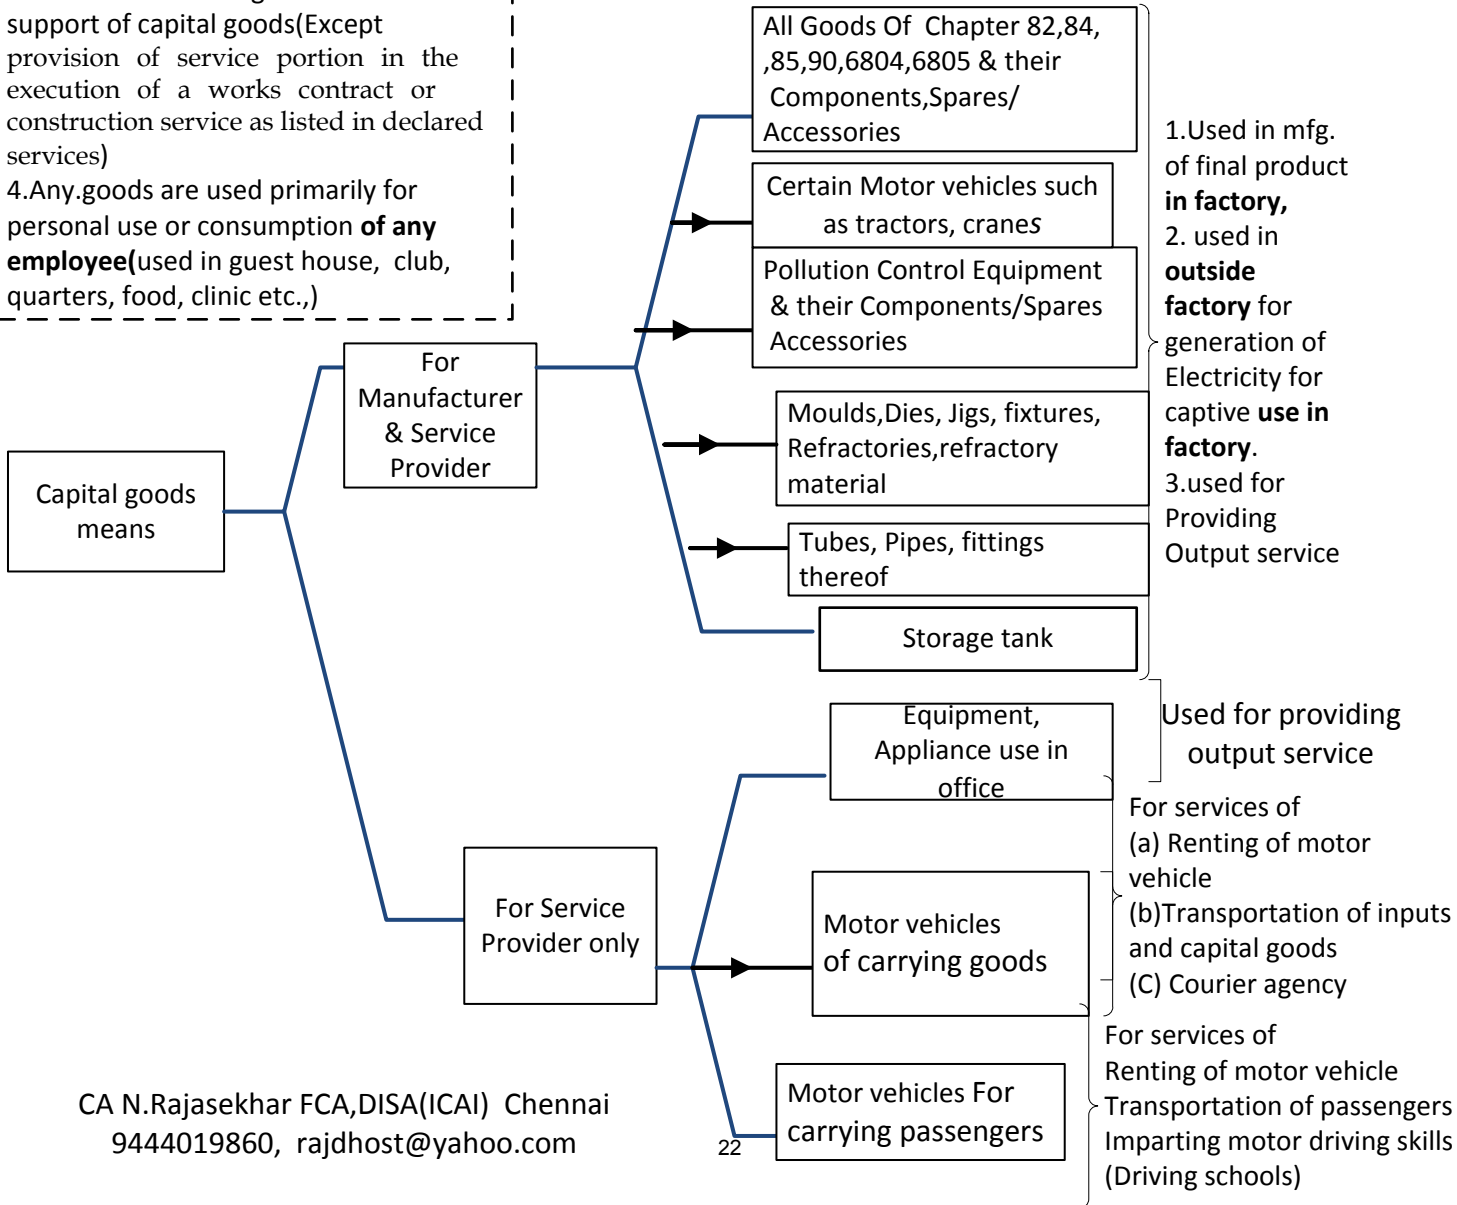 support of capital goods(Except
provision of service portion in the
execution of a works contract or
construction service as listed in declared
services)
4.Any.goods are used primarily for
personal use or consumption of any
employee(used in guest house, club,
quarters, food, clinic etc.,)
Capital goods
means
For
Manufacturer
& Service
Provider
All Goods Of Chapter 82,84,
,85,90,6804,6805 & their
Components,Spares/
Accessories
Certain Motor vehicles such
as tractors, cranes
Pollution Control Equipment
& their Components/Spares
Accessories
Moulds,Dies, Jigs, fixtures,
Refractories,refractory
material
Tubes, Pipes, fittings
thereof
Storage tank
1.Used in mfg.
of final product
in factory,
2. used in
outside
factory for
generation of
Electricity for
captive use in
factory.
3.used for
Providing
Output service
For Service
Provider only
Equipment,
Appliance use in
office
Used for providing
output service
Motor vehicles
of carrying goods
For services of
(a) Renting of motor
vehicle
(b)Transportation of inputs
and capital goods
(C) Courier agency
Motor vehicles For
carrying passengers
For services of
Renting of motor vehicle
Transportation of passengers
Imparting motor driving skills
(Driving schools)
CA N.Rajasekhar FCA,DISA(ICAI) Chennai
9444019860, rajdhost@yahoo.com
22